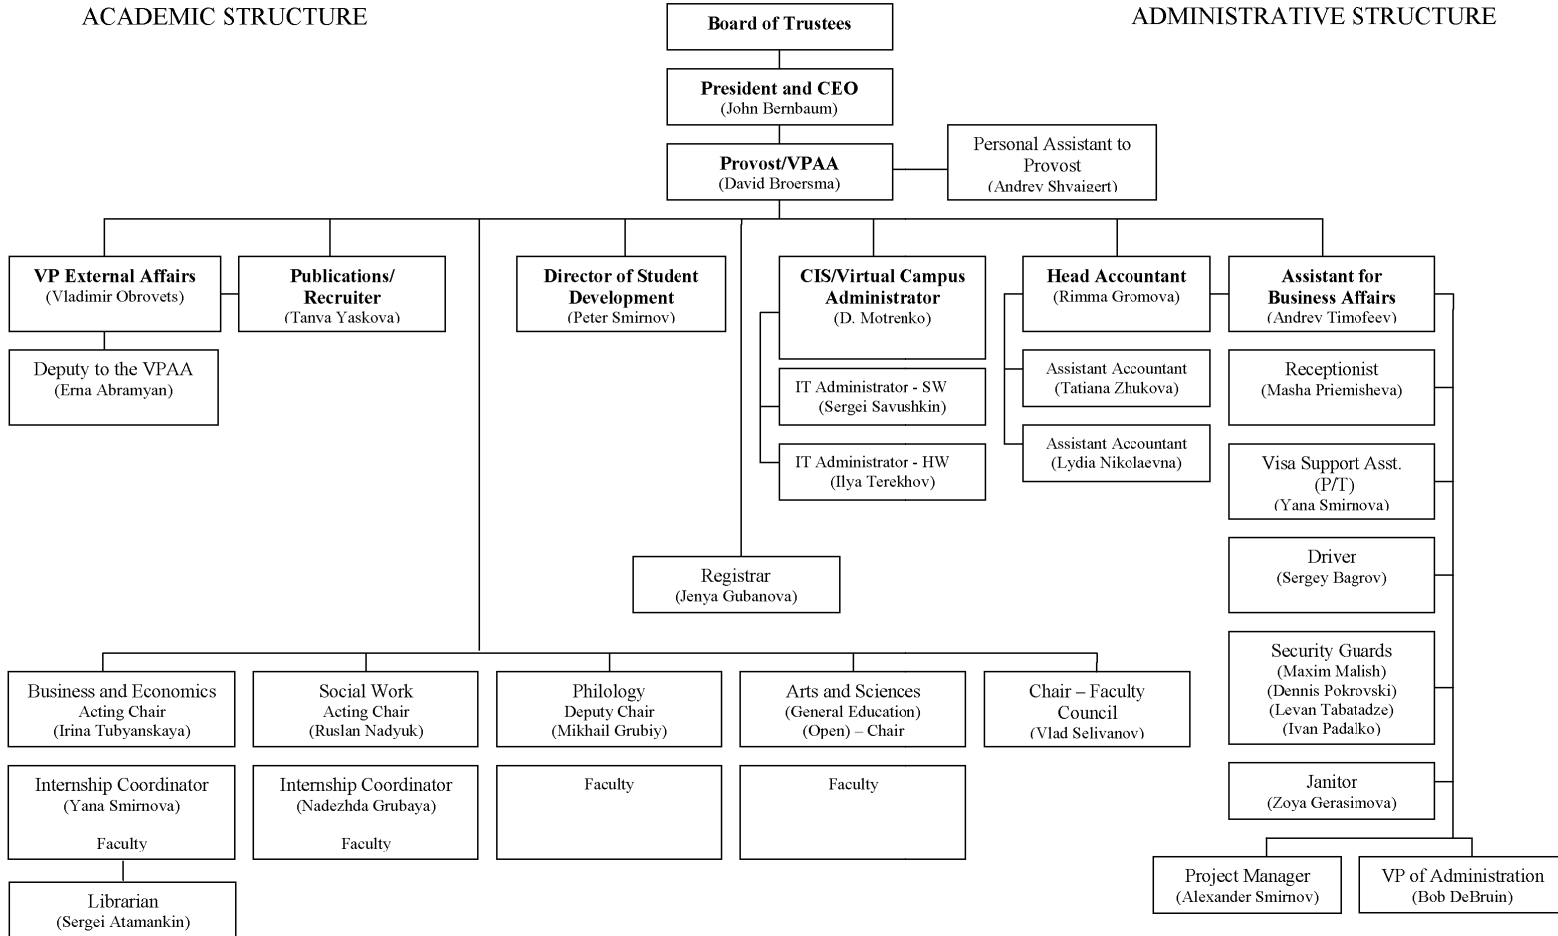 ACADEMIC STRUCTURE
ADMINISTRATIVE STRUCTURE
Board of Trustees
President and CEO
(John Bernbaum)
Provost/VPAA
(David Broersma)
Personal Assistant to
Provost
(Andrey Shvaigert)
VP External Affairs
(Vladimir Obrovets)
Publications/
Recruiter
(Tanya Yaskova)
Director of Student
Development
(Peter Smirnov)
CIS/Virtual Campus
Administrator
(D. Motrenko)
Head Accountant
(Rimma Gromova)
Assistant for
Business Affairs
(Andrey Timofeev)
Deputy to the VPAA
(Erna Abramyan)
IT Administrator - SW
(Sergei Savushkin)
IT Administrator - HW
(Ilya Terekhov)
Assistant Accountant
(Tatiana Zhukova)
Assistant Accountant
(Lydia Nikolaevna)
Receptionist
(Masha Priemisheva)
Visa Support Asst.
(P/T)
(Yana Smirnova)
Driver
(Sergey Bagrov)
Registrar
(Jenya Gubanova)
Security Guards
(Maxim Malish)
(Dennis Pokrovski)
(Levan Tabatadze)
(Ivan Padalko)
Janitor
(Zoya Gerasimova)
Project Manager
(Alexander Smirnov)
VP of Administration
(Bob DeBruin)
Business and Economics
Acting Chair
(Irina Tubyanskaya)
Social Work
Acting Chair
(Ruslan Nadyuk)
Philology
Deputy Chair
(Mikhail Grubiy)
Arts and Sciences
(General Education)
(Open) – Chair
Chair – Faculty
Council
(Vlad Selivanov)
Internship Coordinator
(Yana Smirnova)
Faculty
Internship Coordinator
(Nadezhda Grubaya)
Faculty
Faculty
Faculty
Librarian
(Sergei Atamankin)